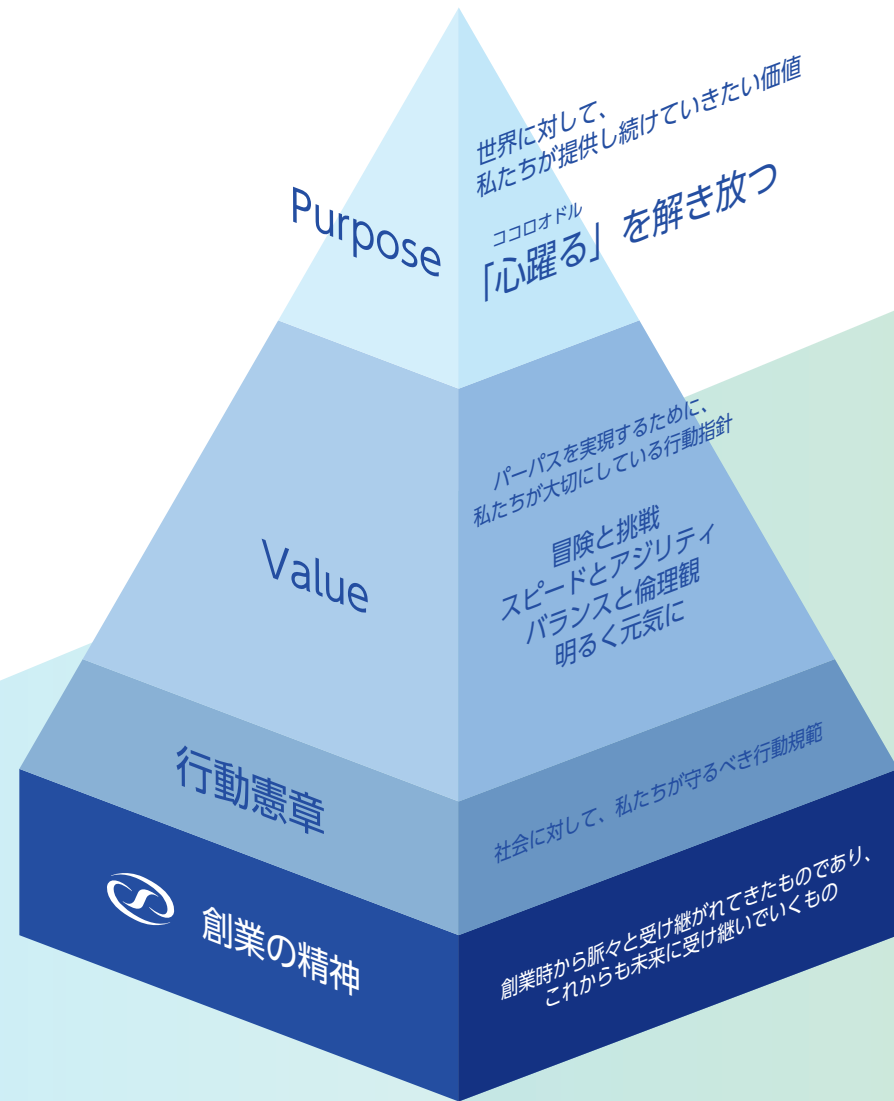 Purpose
世界に対して、
私たちが提供し続けていきたい価値
ココロオドル
「心躍る」を解き放つ
Value
パーパスを実現するために、
私たちが大切にしている行動指針
冒険と挑戦
スピードとアジリティ
バランスと倫理観
明るく元気に
行動憲章
社会に対して、私たちが守るべき行動規範
創業の精神
創業時から脈々と受け継がれてきたものであり、
これからも未来に受け継いでいくもの